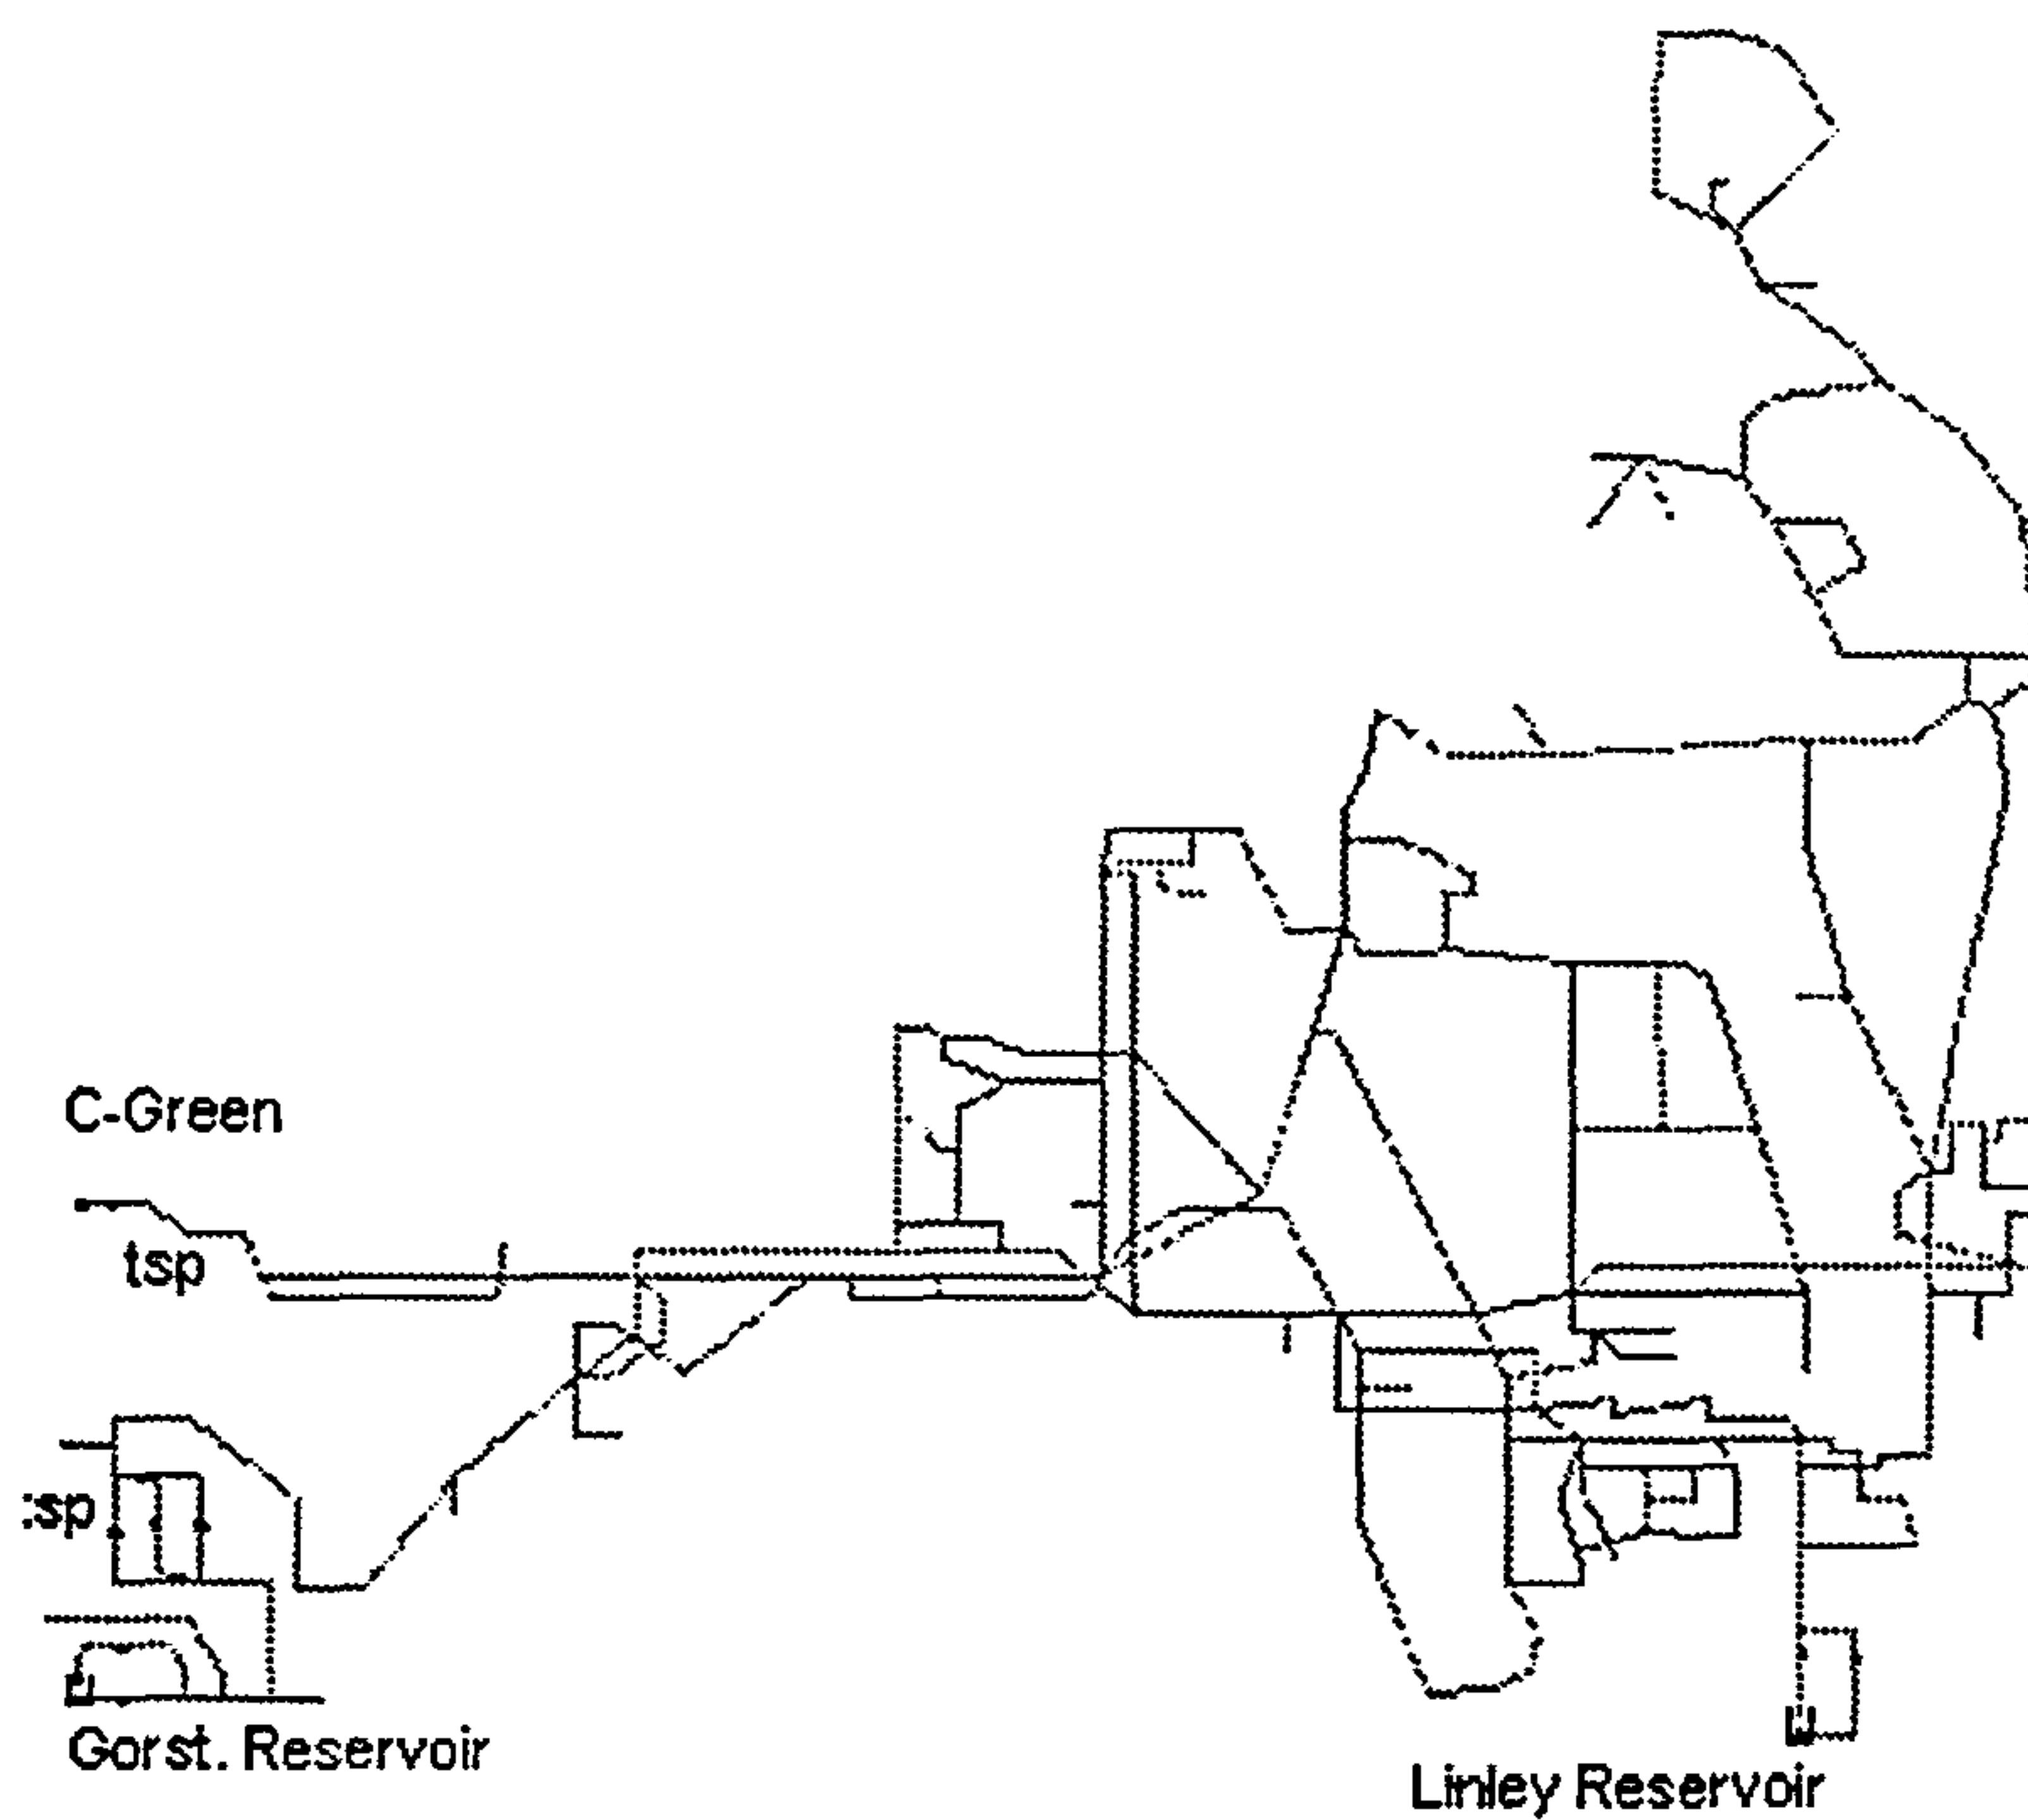 C-Green
tsp
:sp
Gorst. Reservoir
Linley Reservoir